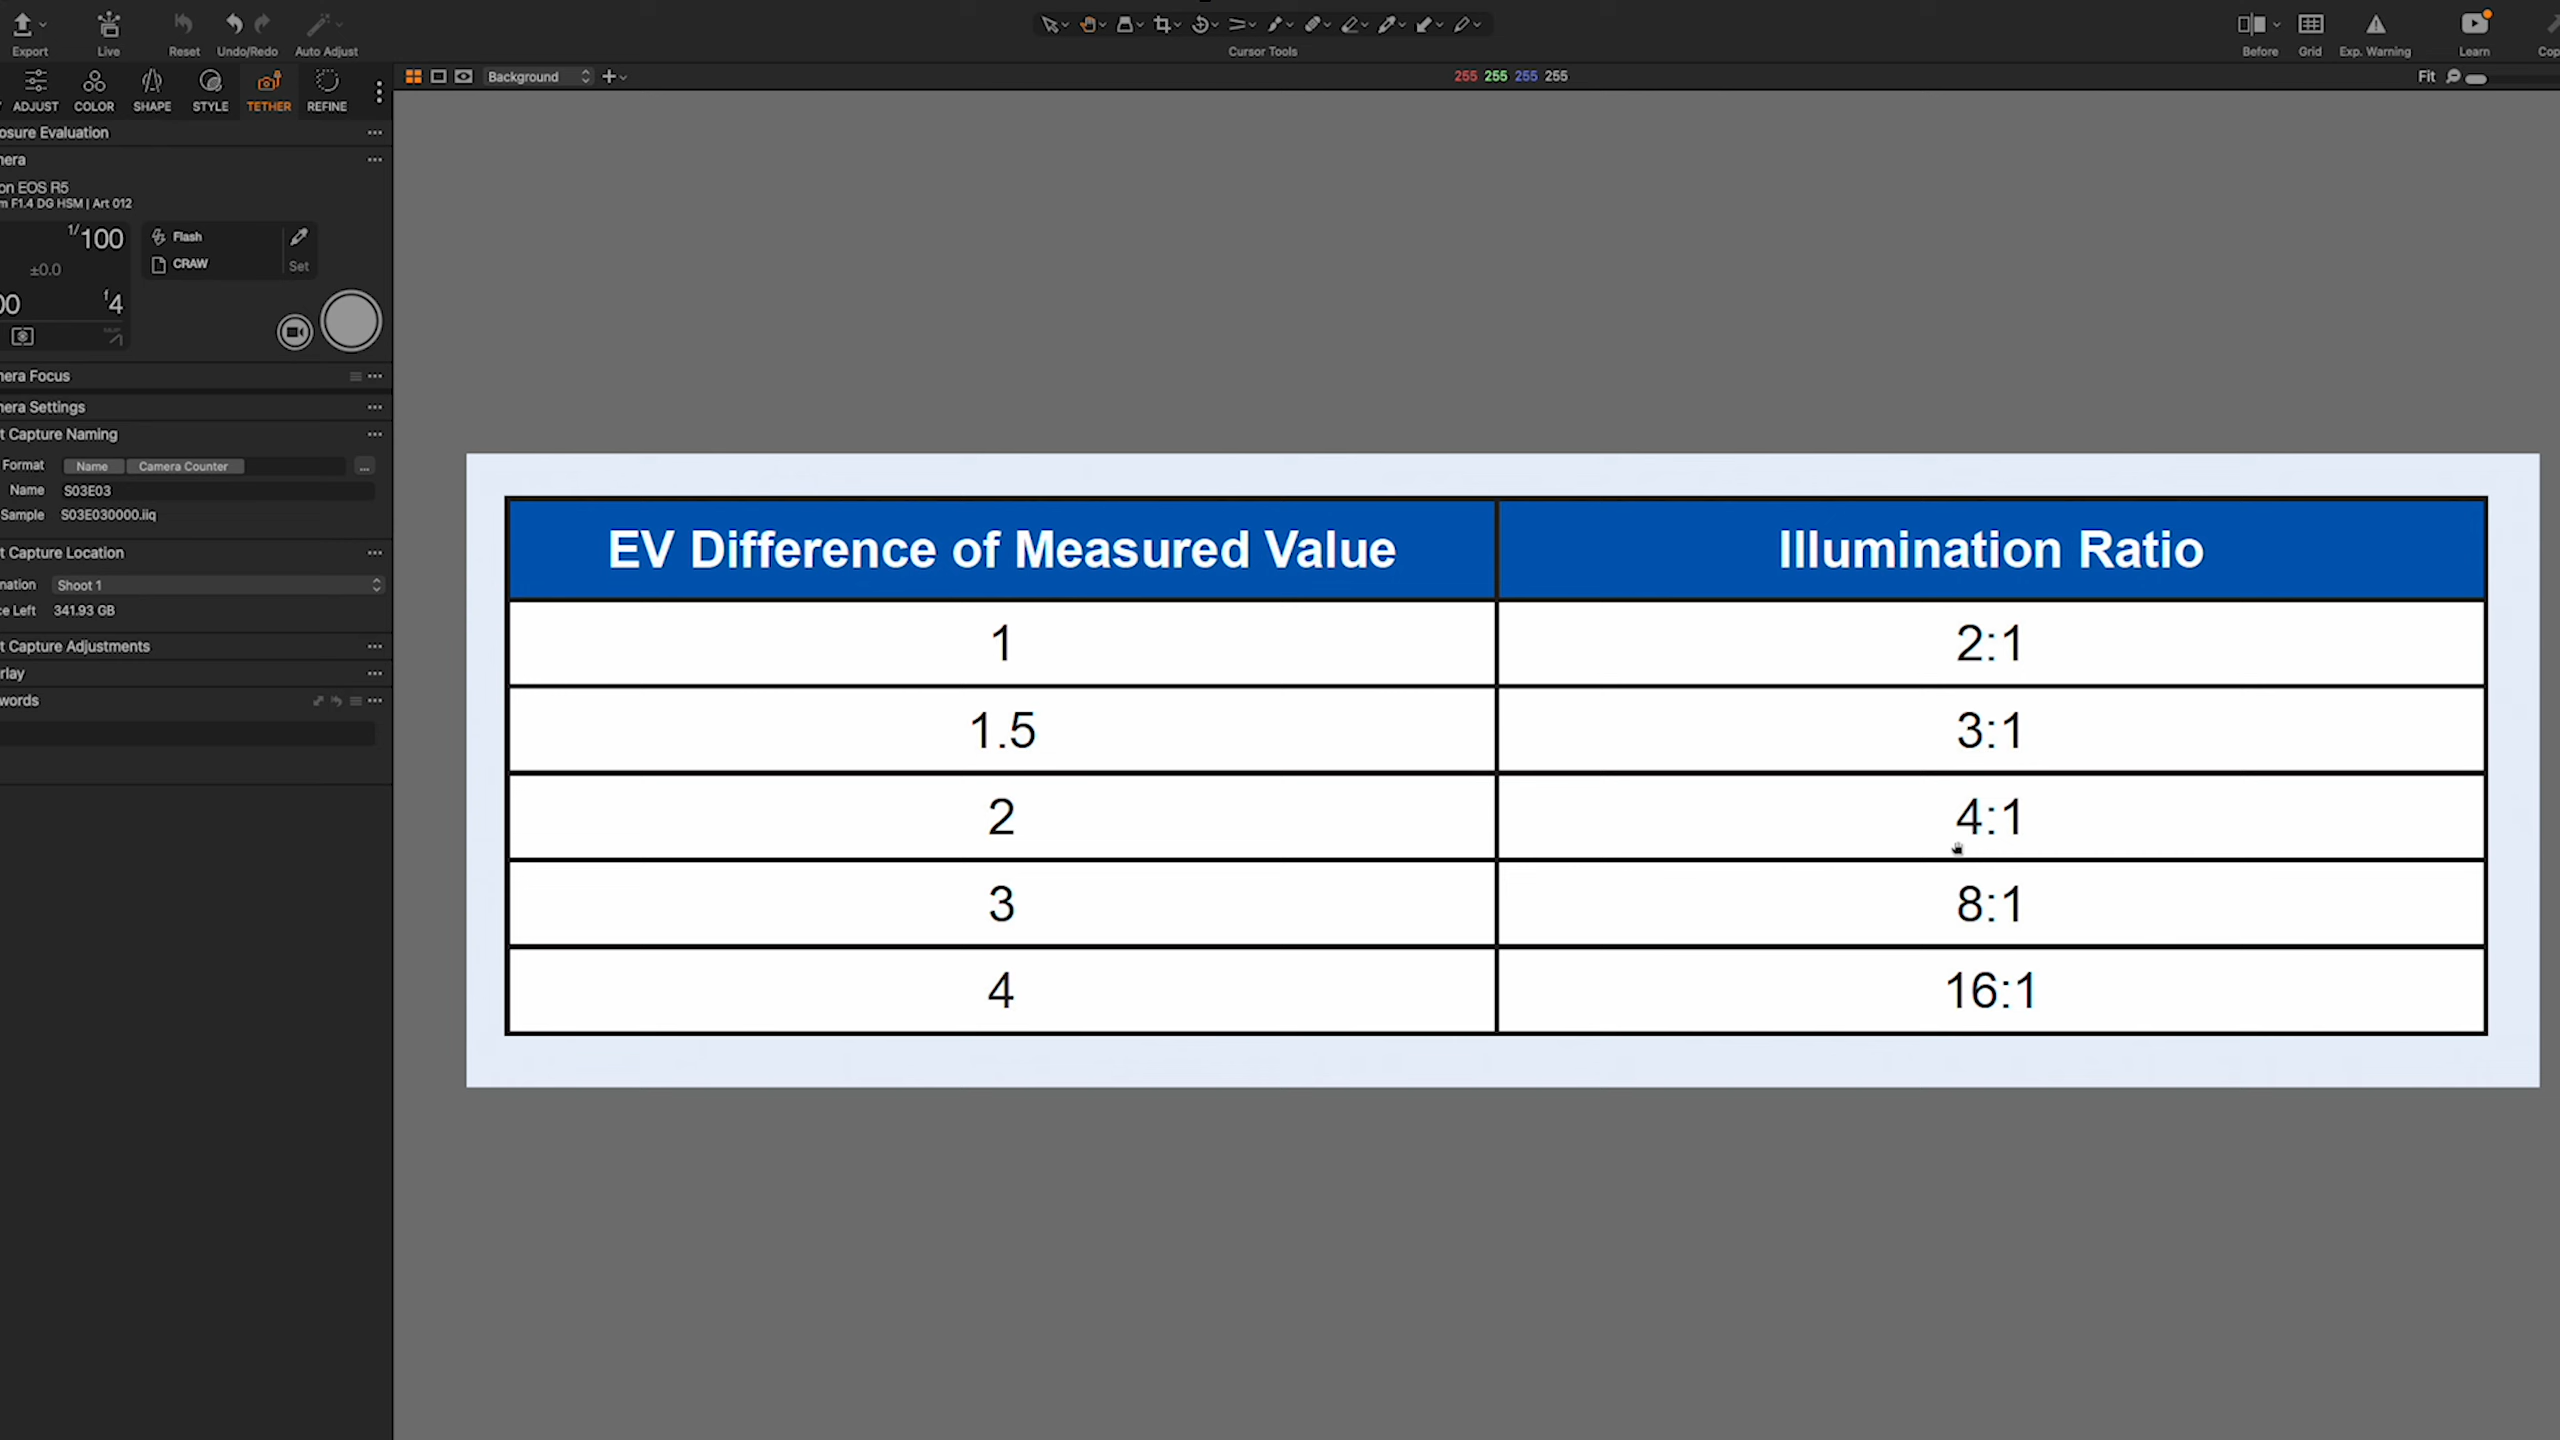 Export
Live
Reset
Undo/Redo
Auto Adjust
Cursor Tools
Before
Grid
Exp. Warning
Learn
ADJUST
COLOR
SHAPE
STYLE
TETHER
REFINE
Background
255 255 255 255
Fit
osure Evaluation
nera
on EOS R5
m F1.4 DG HSM | Art 012
1/100
Flash
±0.0
CRAW
Set
00
f4
nera Focus
nera Settings
t Capture Naming
Format Name Camera Counter ...
Name S03E03
Sample S03E030000.iiq
t Capture Location
nation Shoot 1
ce Left 341.93 GB
t Capture Adjustments
rlay
words
EV Difference of Measured Value Illumination Ratio
1 2:1
1.5 3:1
2 4:1
3 8:1
4 16:1